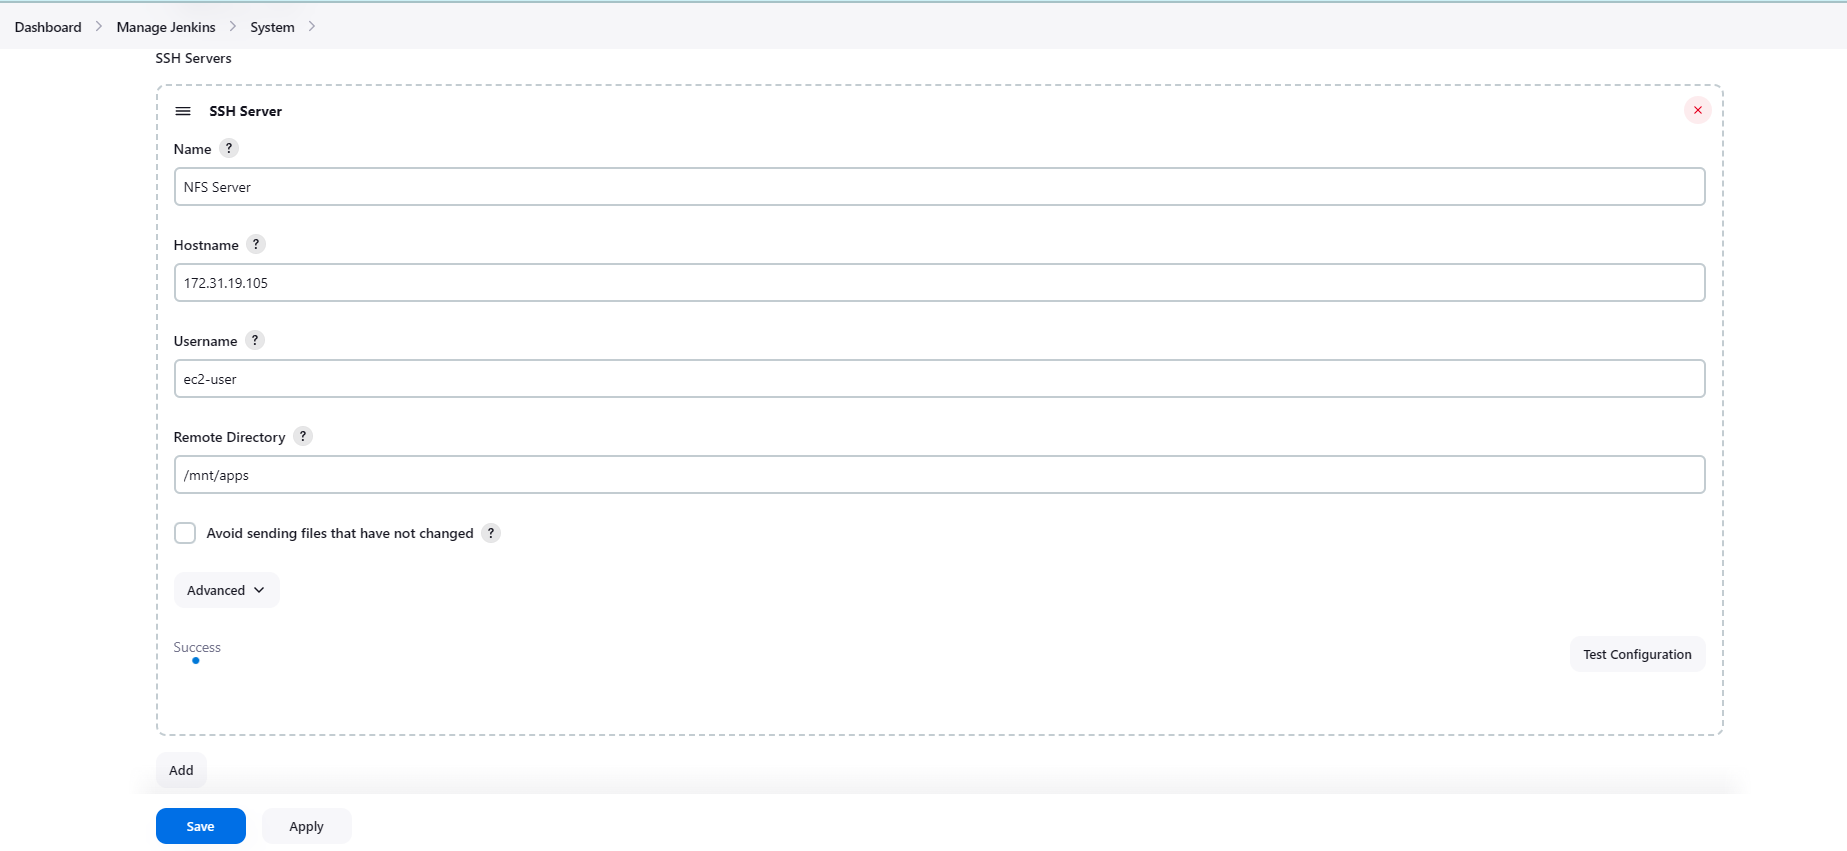 Dashboard > Manage Jenkins > System >
SSH Servers
SSH Server
Name ?
NFS Server
Hostname ?
172.31.19.105
Username ?
ec2-user
Remote Directory ?
/mnt/apps
Avoid sending files that have not changed ?
Advanced
Success
Test Configuration
Add
Save Apply